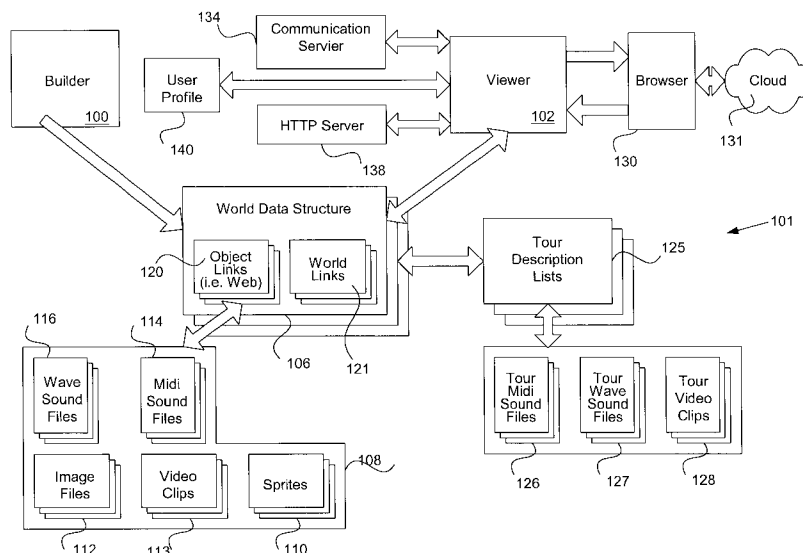 134
Communication
Servier
Builder
100
User
Profile
140
HTTP Server
138
Viewer
102
Browser
130
Cloud
131
World Data Structure
120
Object
Links
(i.e. Web)
World
Links
106
121
Tour
Description
Lists
125
101
116
114
Wave
Sound
Files
Midi
Sound
Files
Image
Files
Video
Clips
Sprites
108
112
113
110
Tour
Midi
Sound
Files
Tour
Wave
Sound
Files
Tour
Video
Clips
126
127
128